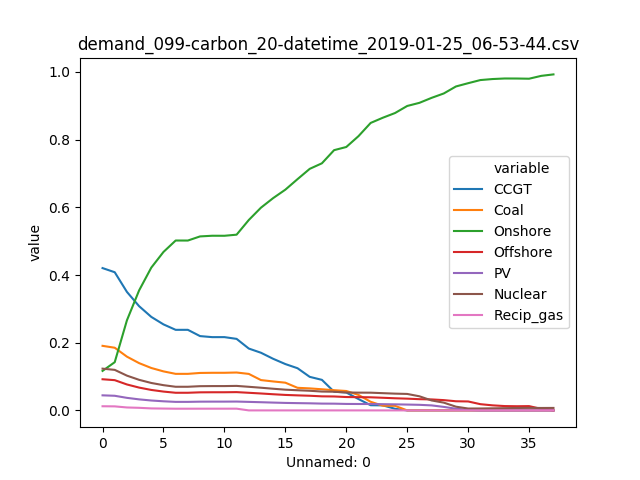 demand_099-carbon_20-datetime_2019-01-25_06-53-44.csv
1.0
0.8
0.6
0.4
0.2
0.0
value
variable
CCGT
Coal
Onshore
Offshore
PV
Nuclear
Recip_gas
0 5 10 15 20 25 30 35
Unnamed: 0